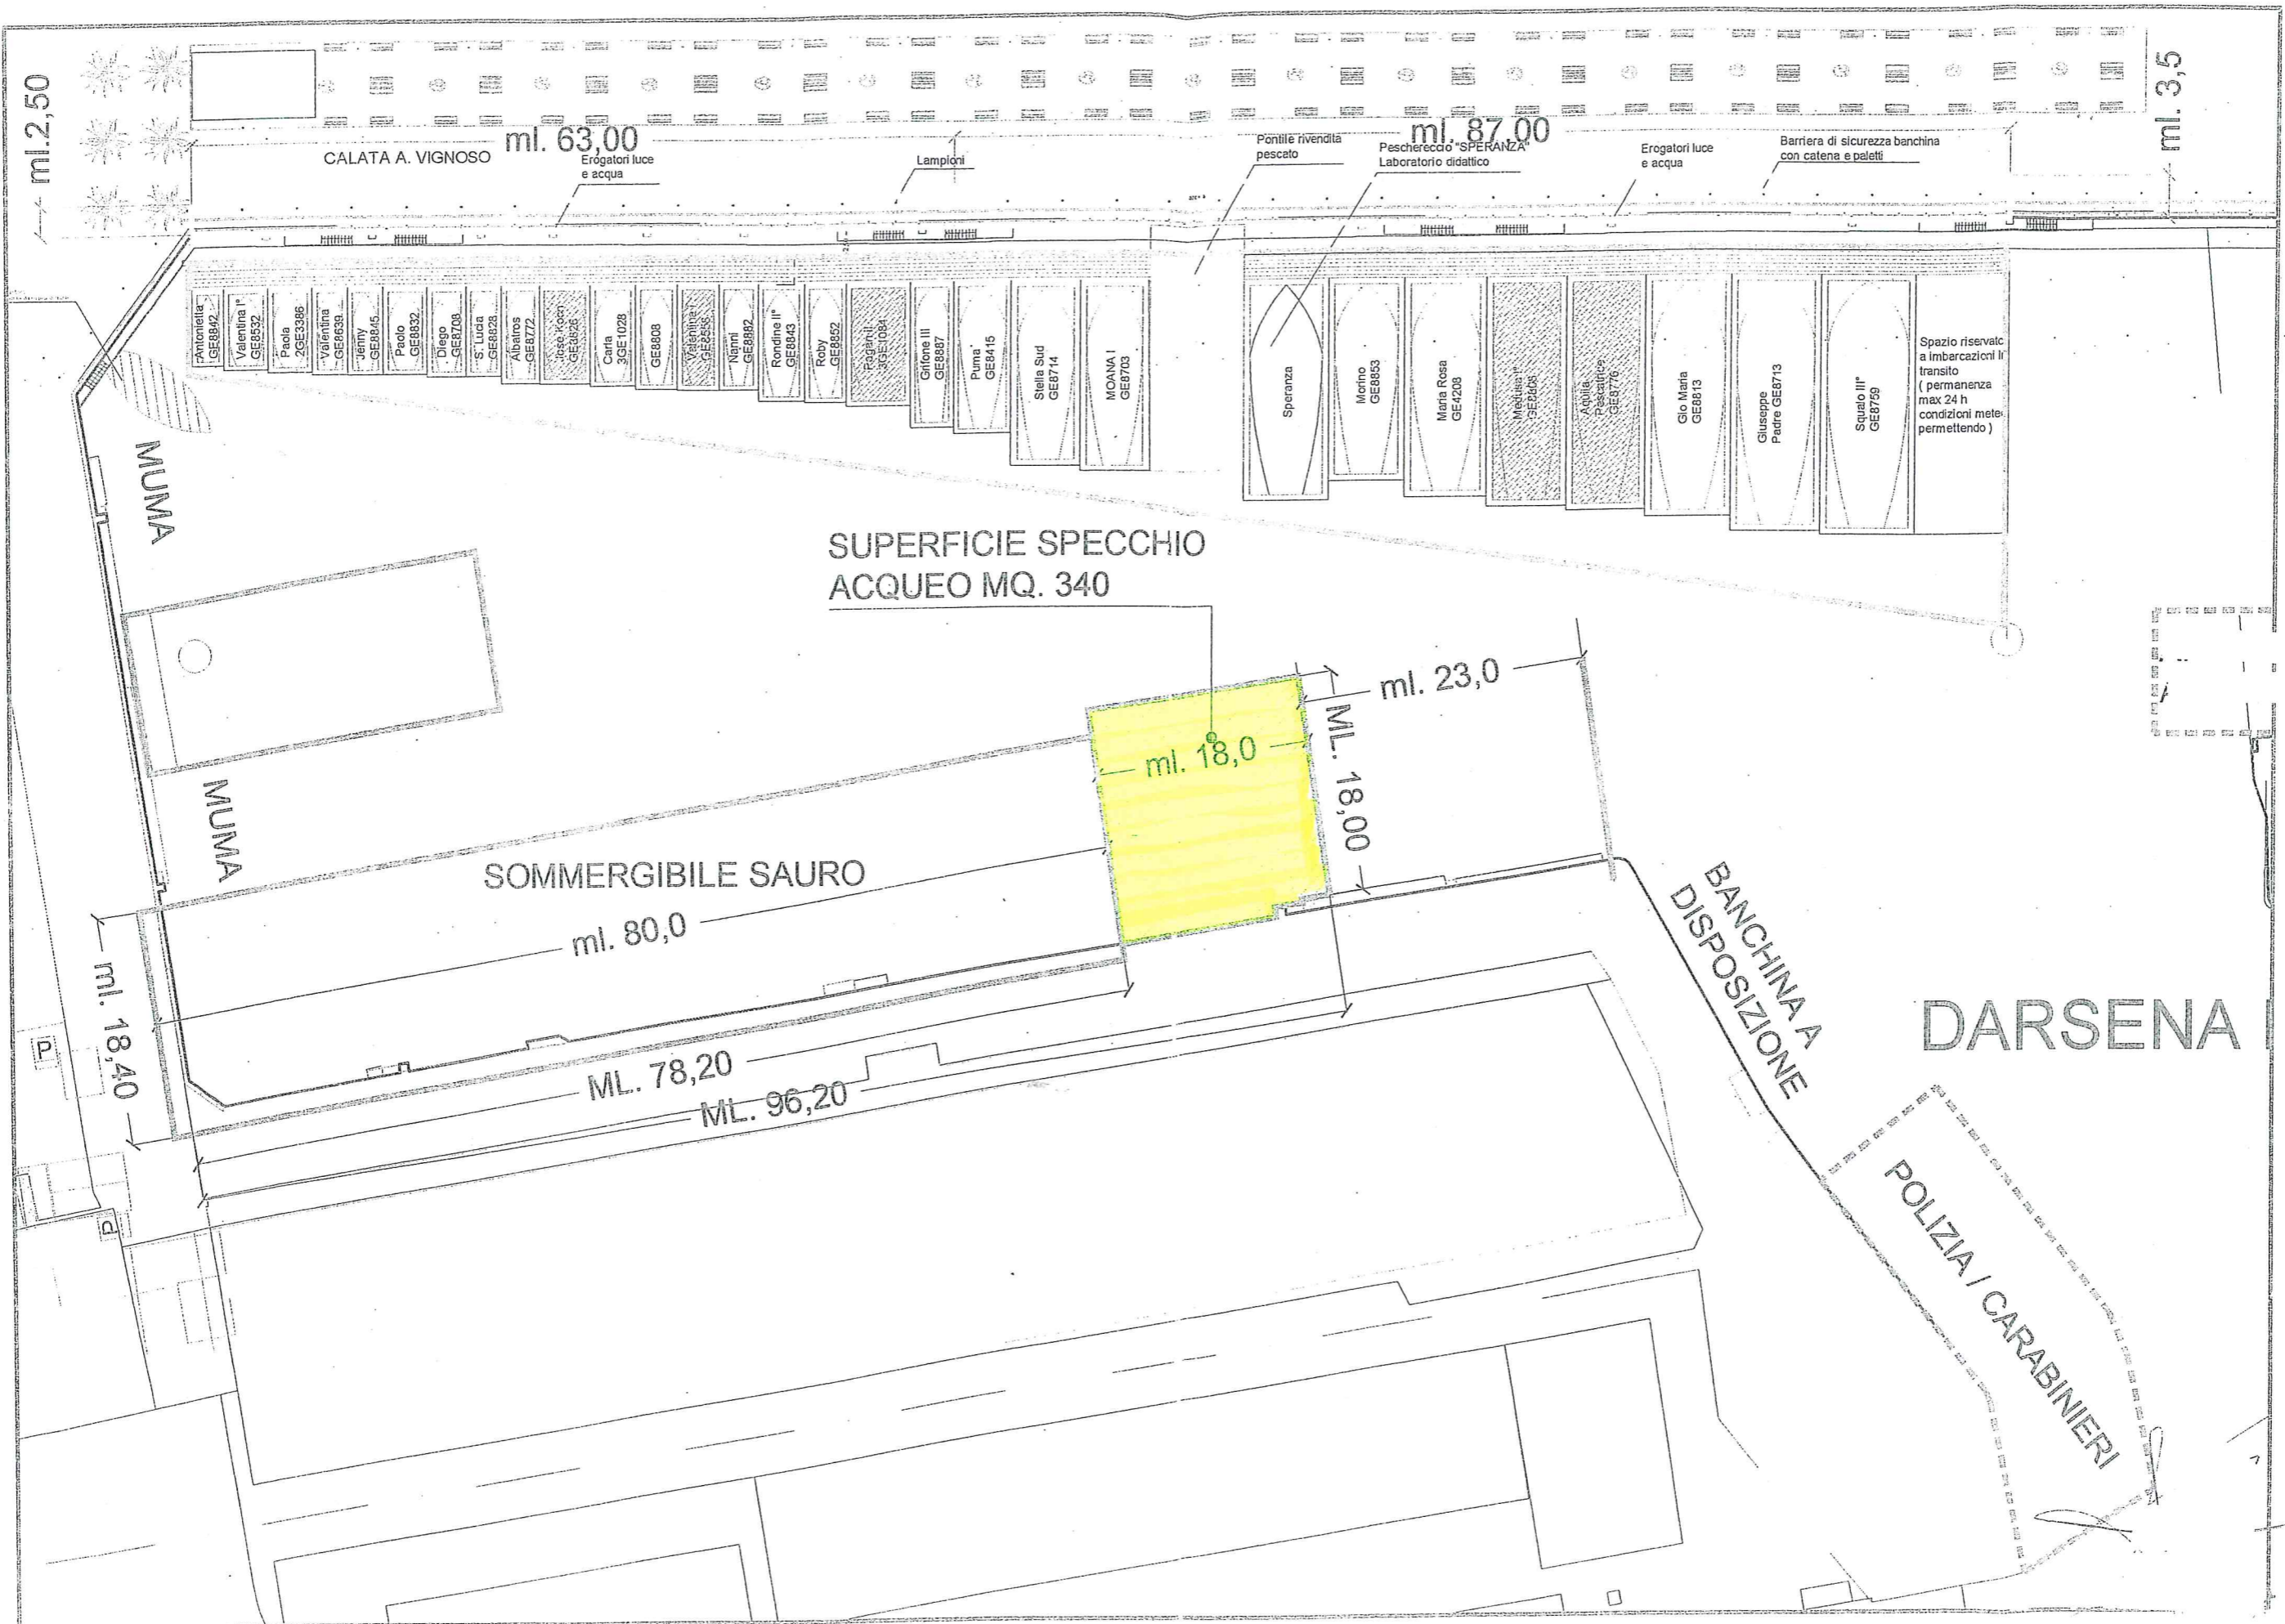 ml.2,50
CALATA A. VIGNOSO
ml. 63,00
Erogatori luce
e acqua
Lampioni
Pontile rivendita
pescato
ml. 87,00
Peschereccio "SPERANZA"
Laboratorio didattico
Erogatori luce
e acqua
Barriera di sicurezza banchina
con catena e paletti
ml. 3,5
Antonietta
GE8842
Valentina I°
GE8532
Paola
2GE3386
Valentina
GE8639
Jenny
GE8845
Paolo
GE8832
Diego
GE8708
S. Lucia
GE8828
Albatros
GE8772
GE3826
Carla
3GE1028
GE8808
Valentina I
Nanni
GE8882
Rondine II°
GE8843
Roby
GE8852
3GE1084
Grifone III
GE8887
Puma
GE8415
Stella Sud
GE8714
MOANA I
GE8703
Speranza
Morino
GE8853
Maria Rosa
GE4208
Aquila
Pescatrice
GE8776
Gio Maria
GE8813
Giuseppe
Padre GE8713
Squalo III°
GE8759
Spazio riservato
a imbarcazioni in
transito
( permanenza
max 24 h
condizioni meteo
permettendo )
MUMA
SUPERFICIE SPECCHIO
ACQUEO MQ. 340
ml. 23,0
ml. 18,0
ML. 18,00
MUMA
SOMMERGIBILE SAURO
ml. 80,0
ml. 18,40
P
ML. 78,20
ML. 96,20
BANCHINA A
DISPOSIZIONE
DARSENA
P
POLIZIA / CARABINIERI